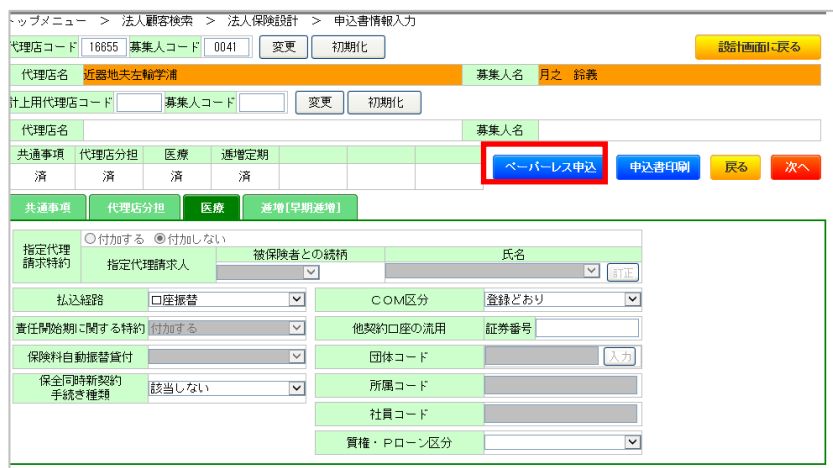 トップメニュー > 法人顧客検索 > 法人保険設計 > 申込書情報入力
代理店コード 16655 募集人コード 0041 変更 初期化 設計画面に戻る
代理店名 近器地夫左輸学浦 募集人名 月之 鈴義
計上用代理店コード 募集人コード 変更 初期化
代理店名 募集人名
共通事項 代理店分担 医療 逓増定期
済 済 済 済
ペーパーレス申込 申込書印刷 戻る 次へ
共通事項 代理店分担 医療 逓増[早期逓増]
指定代理請求特約 付加する 付加しない
指定代理請求人 被保険者との続柄 氏名
訂正
払込経路 口座振替 COM区分 登録どおり
責任開始期に関する特約 付加する 他契約口座の流用 証券番号
保険料自動振替貸付 団体コード 入力
保全同時新契約手続き種類 該当しない 所属コード
社員コード
質権・Pローン区分